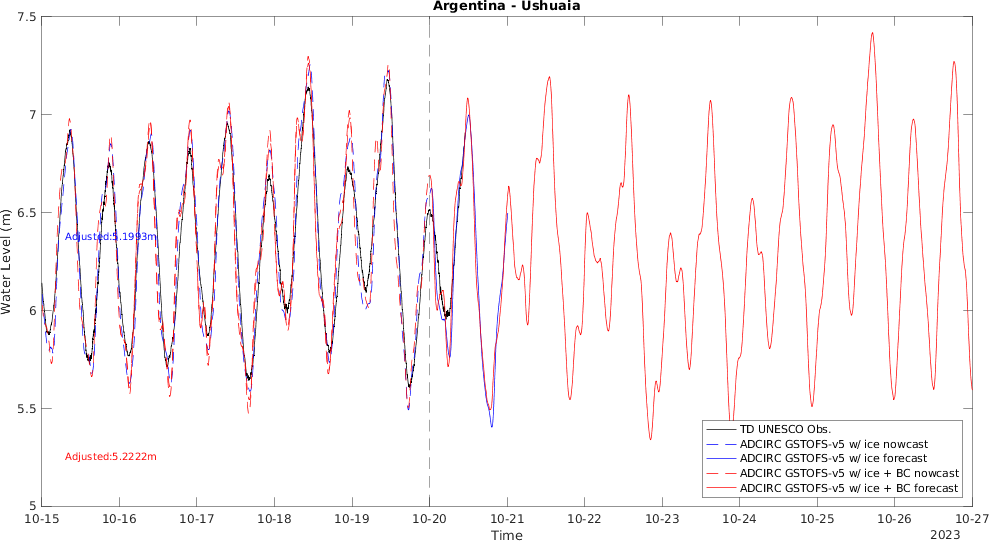 Argentina - Ushuaia
7.5
7
6.5
6
5.5
5
Water Level (m)
Adjusted:5.1993m
Adjusted:5.2222m
TD UNESCO Obs.
ADCIRC GSTOFS-v5 w/ ice nowcast
ADCIRC GSTOFS-v5 w/ ice forecast
ADCIRC GSTOFS-v5 w/ ice + BC nowcast
ADCIRC GSTOFS-v5 w/ ice + BC forecast
10-15 10-16 10-17 10-18 10-19 10-20 10-21 10-22 10-23 10-24 10-25 10-26 10-27
Time
2023